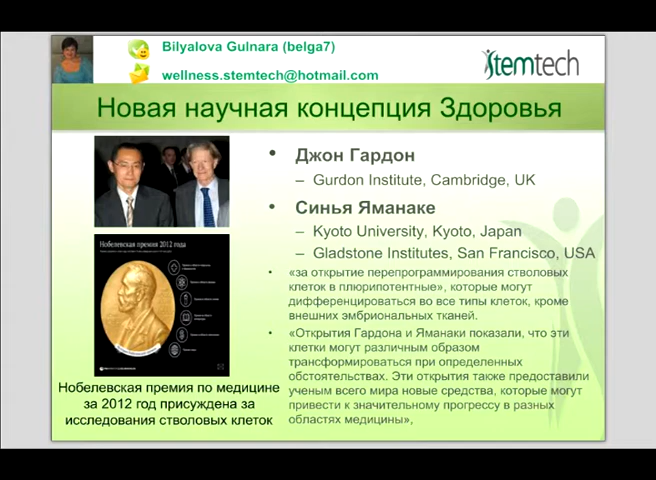 Bilyalova Gulnara (belga7)
wellness.stemtech@hotmail.com
stemtech
Новая научная концепция Здоровья
• Джон Гардон
– Gurdon Institute, Cambridge, UK
• Синья Яманаке
– Kyoto University, Kyoto, Japan
– Gladstone Institutes, San Francisco, USA
• «за открытие перепрограммирования стволовых
клеток в плюрипотентные», которые могут
дифференцироваться во все типы клеток, кроме
внешних эмбриональных тканей.
• «Открытия Гардона и Яманаки показали, что эти
клетки могут различным образом
трансформироваться при определенных
обстоятельствах. Эти открытия также предоставили
ученым всего мира новые средства, которые могут
привести к значительному прогрессу в разных
областях медицины»,
Нобелевская премия 2012 года
Нобелевская премия по медицине
за 2012 год присуждена за
исследования стволовых клеток